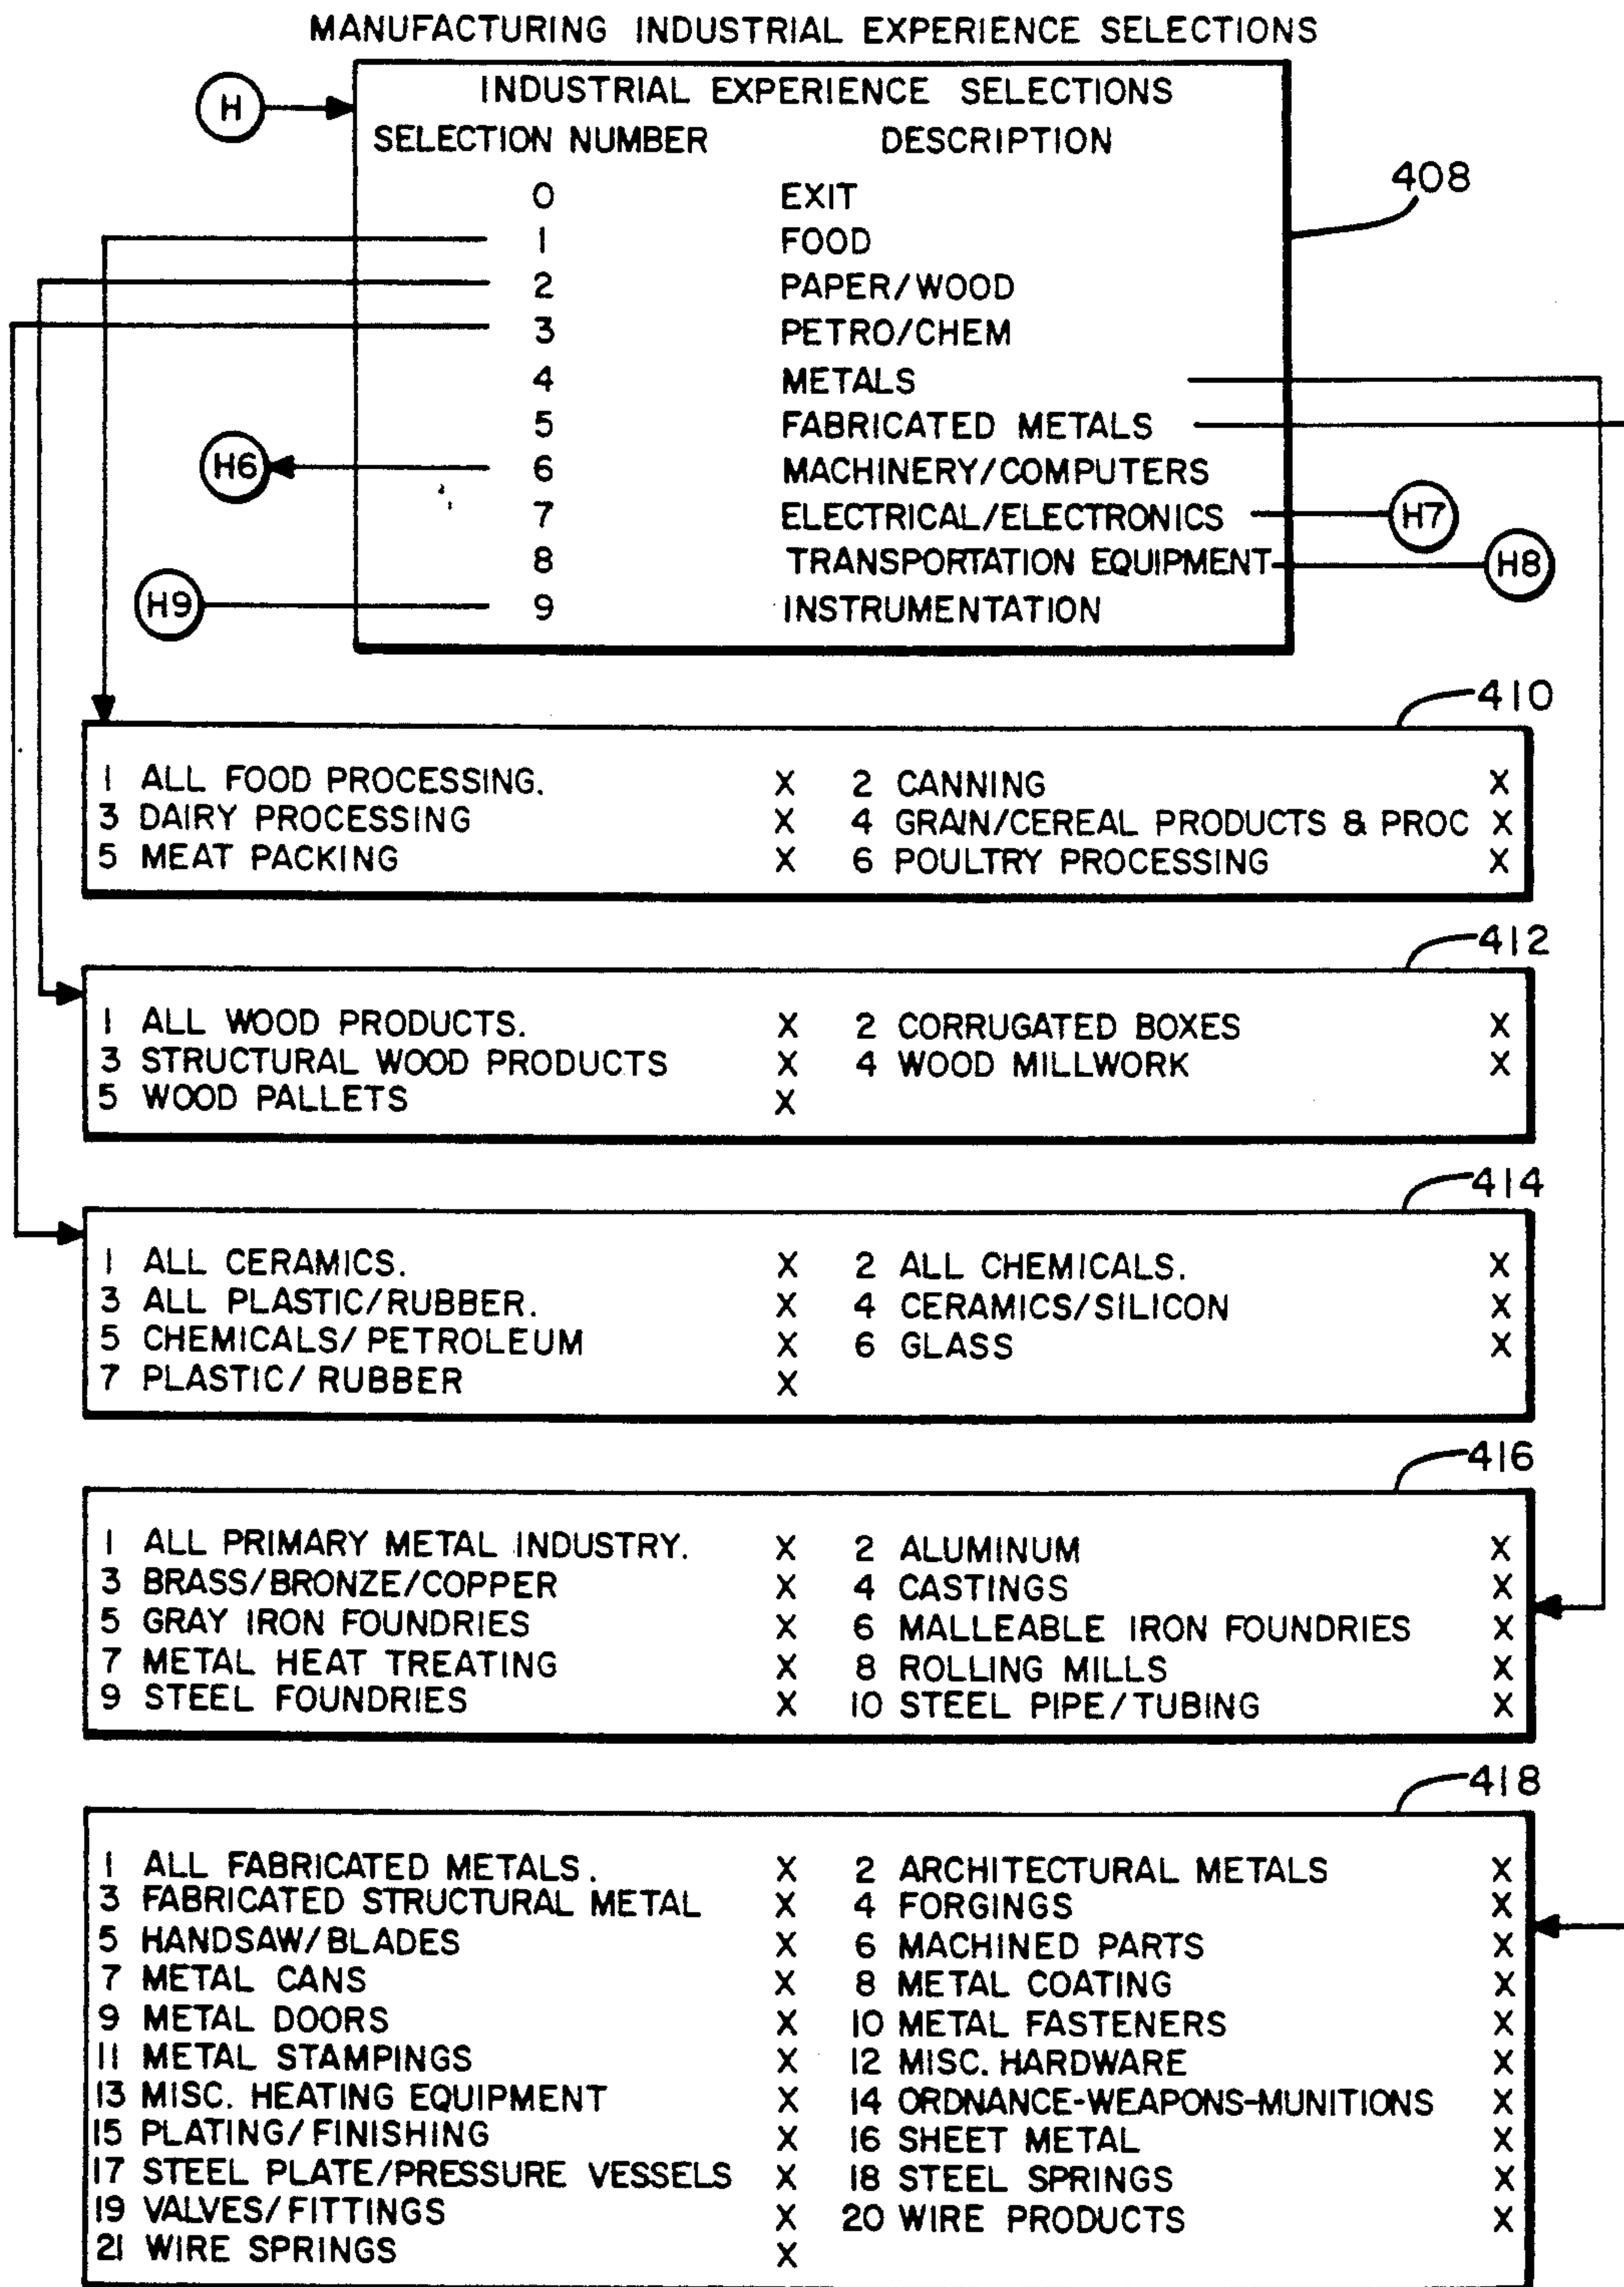 MANUFACTURING INDUSTRIAL EXPERIENCE SELECTIONS
H
INDUSTRIAL EXPERIENCE SELECTIONS
SELECTION NUMBER DESCRIPTION
408
0 EXIT
1 FOOD
2 PAPER/WOOD
3 PETRO/CHEM
4 METALS
5 FABRICATED METALS
H6 6 MACHINERY/COMPUTERS
7 ELECTRICAL/ELECTRONICS H7
8 TRANSPORTATION EQUIPMENT H8
H9 9 INSTRUMENTATION
410
1 ALL FOOD PROCESSING. X 2 CANNING X
3 DAIRY PROCESSING X 4 GRAIN/CEREAL PRODUCTS & PROC X
5 MEAT PACKING X 6 POULTRY PROCESSING X
412
1 ALL WOOD PRODUCTS. X 2 CORRUGATED BOXES X
3 STRUCTURAL WOOD PRODUCTS X 4 WOOD MILLWORK X
5 WOOD PALLETS X
414
1 ALL CERAMICS. X 2 ALL CHEMICALS. X
3 ALL PLASTIC/RUBBER. X 4 CERAMICS/SILICON X
5 CHEMICALS/PETROLEUM X 6 GLASS X
7 PLASTIC/RUBBER X
416
1 ALL PRIMARY METAL INDUSTRY. X 2 ALUMINUM X
3 BRASS/BRONZE/COPPER X 4 CASTINGS X
5 GRAY IRON FOUNDRIES X 6 MALLEABLE IRON FOUNDRIES X
7 METAL HEAT TREATING X 8 ROLLING MILLS X
9 STEEL FOUNDRIES X 10 STEEL PIPE/TUBING X
418
1 ALL FABRICATED METALS. X 2 ARCHITECTURAL METALS X
3 FABRICATED STRUCTURAL METAL X 4 FORGINGS X
5 HANDSAW/BLADES X 6 MACHINED PARTS X
7 METAL CANS X 8 METAL COATING X
9 METAL DOORS X 10 METAL FASTENERS X
11 METAL STAMPINGS X 12 MISC. HARDWARE X
13 MISC. HEATING EQUIPMENT X 14 ORDNANCE-WEAPONS-MUNITIONS X
15 PLATING/FINISHING X 16 SHEET METAL X
17 STEEL PLATE/PRESSURE VESSELS X 18 STEEL SPRINGS X
19 VALVES/FITTINGS X 20 WIRE PRODUCTS X
21 WIRE SPRINGS X